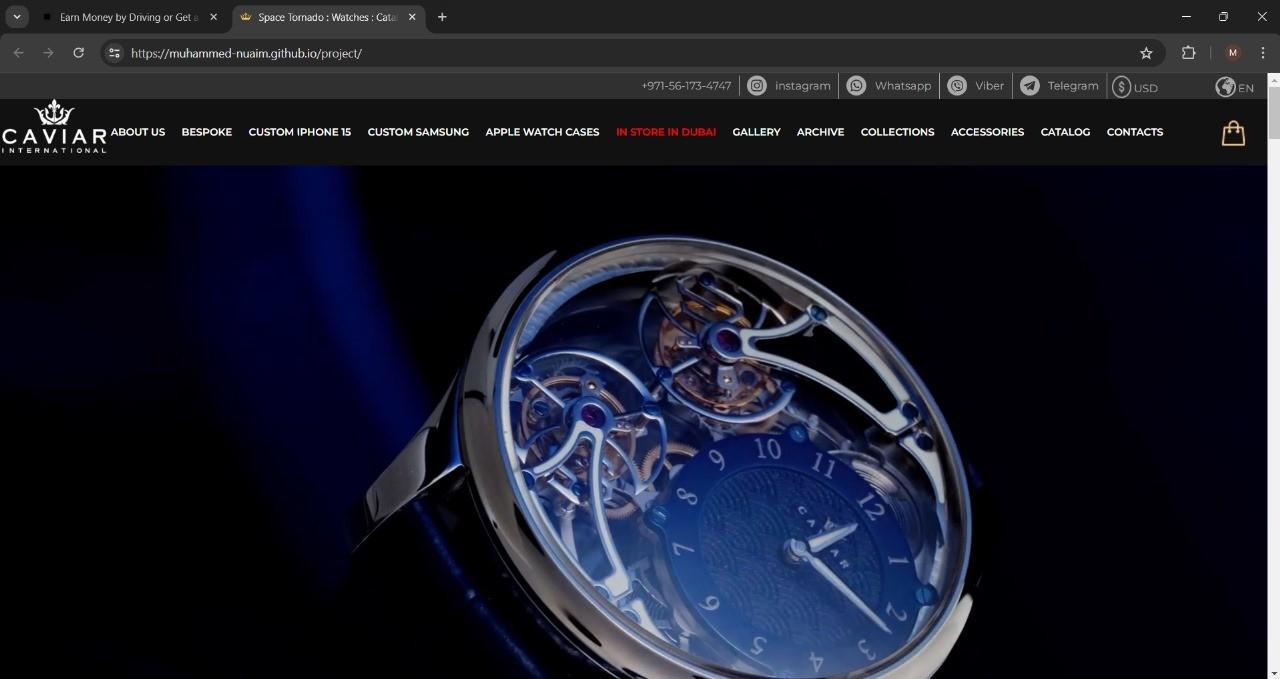 Earn Money by Driving or Get a
Space Tornado : Watches : Cata
https://muhammed-nuaim.github.io/project/
M
+971-56-173-4747 instagram Whatsapp Viber Telegram $ USD EN
CAVIAR
INTERNATIONAL
ABOUT US BESPOKE CUSTOM IPHONE 15 CUSTOM SAMSUNG APPLE WATCH CASES IN STORE IN DUBAI GALLERY ARCHIVE COLLECTIONS ACCESSORIES CATALOG CONTACTS
10
9 11
8 12
CAVIAR
7 1
6 2
5 4 3